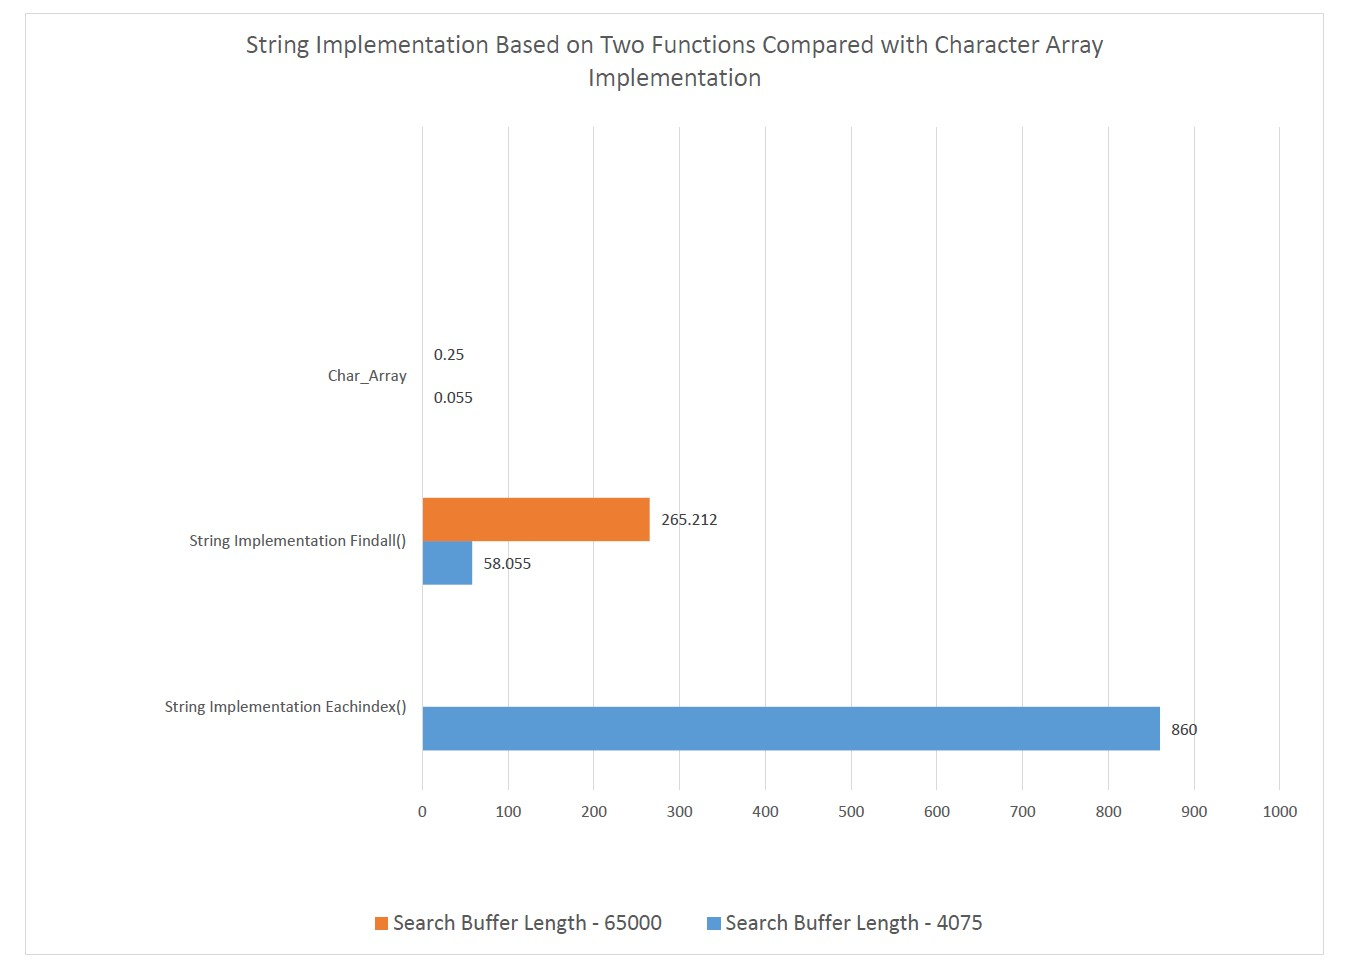 String Implementation Based on Two Functions Compared with Character Array
Implementation
0.25
Char_Array
0.055
265.212
String Implementation Findall()
58.055
String Implementation Eachindex()
860
0 100 200 300 400 500 600 700 800 900 1000
Search Buffer Length - 65000 Search Buffer Length - 4075